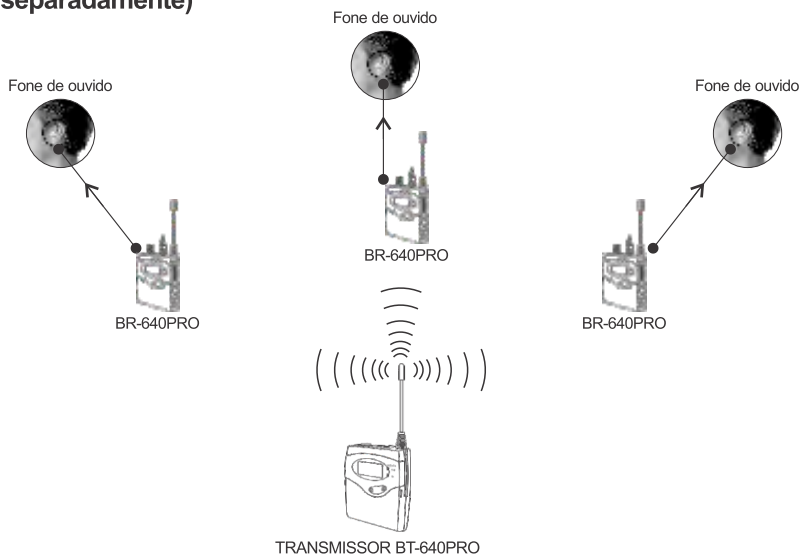 separadamente)
Fone de ouvido
Fone de ouvido
Fone de ouvido
BR-640PRO
BR-640PRO
BR-640PRO
TRANSMISSOR BT-640PRO